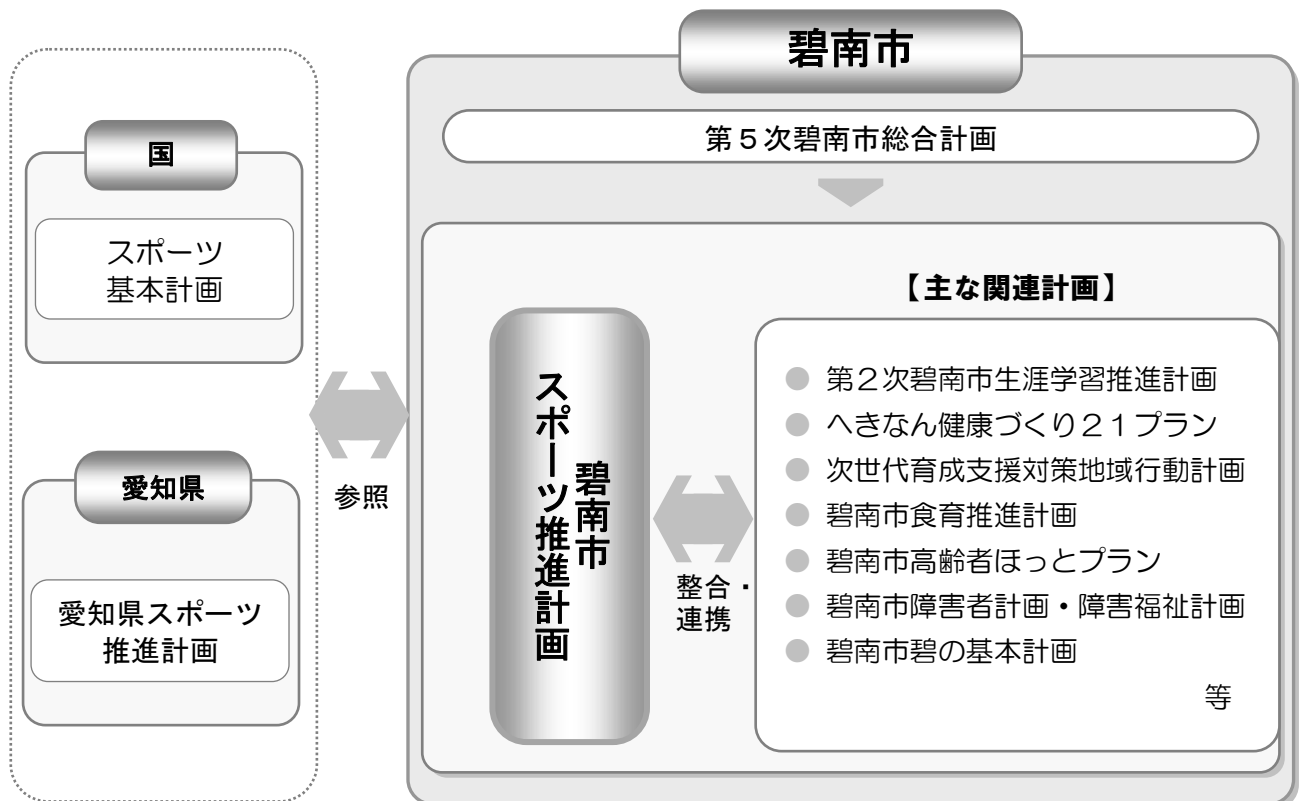 碧南市
第５次碧南市総合計画
国
スポーツ
基本計画
愛知県
愛知県スポーツ
推進計画
参照
碧南市
スポーツ推進計画
整合・
連携
【主な関連計画】
● 第２次碧南市生涯学習推進計画
● へきなん健康づくり２１プラン
● 次世代育成支援対策地域行動計画
● 碧南市食育推進計画
● 碧南市高齢者ほっとプラン
● 碧南市障害者計画・障害福祉計画
● 碧南市碧の基本計画
等